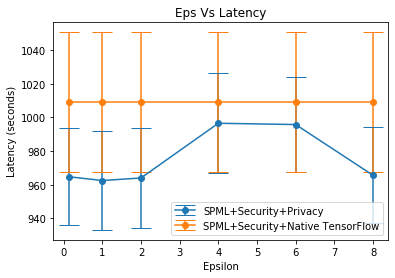 Eps Vs Latency
Latency (seconds)
1040
1020
1000
980
960
940
0 1 2 3 4 5 6 7 8
Epsilon
SPML+Security+Privacy
SPML+Security+Native TensorFlow